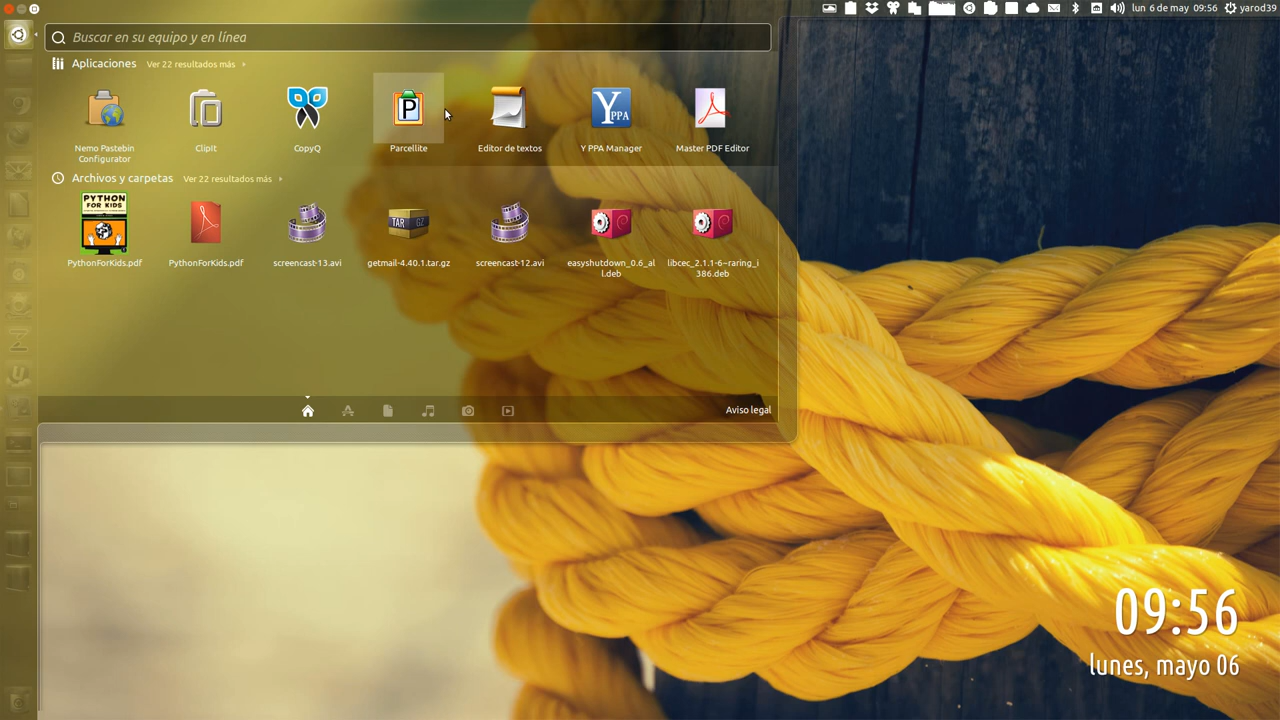 lun 6 de may 09:56 yarod39
Buscar en su equipo y en línea
Aplicaciones Ver 22 resultados más
Nemo Pastebin
Configurator
ClipIt
CopyQ
P
Parcellite
Editor de textos
Y PPA
Y PPA Manager
Master PDF Editor
Archivos y carpetas Ver 22 resultados más
PYTHON
FOR KIDS
PythonForKids.pdf
PythonForKids.pdf
screencast-13.avi
TAR GZ
getmail-4.40.1.tar.gz
screencast-12.avi
easyshutdown_0.6_al
l.deb
libcec_2.1.1-6~raring_i
386.deb
Aviso legal
09:56
lunes, mayo 06